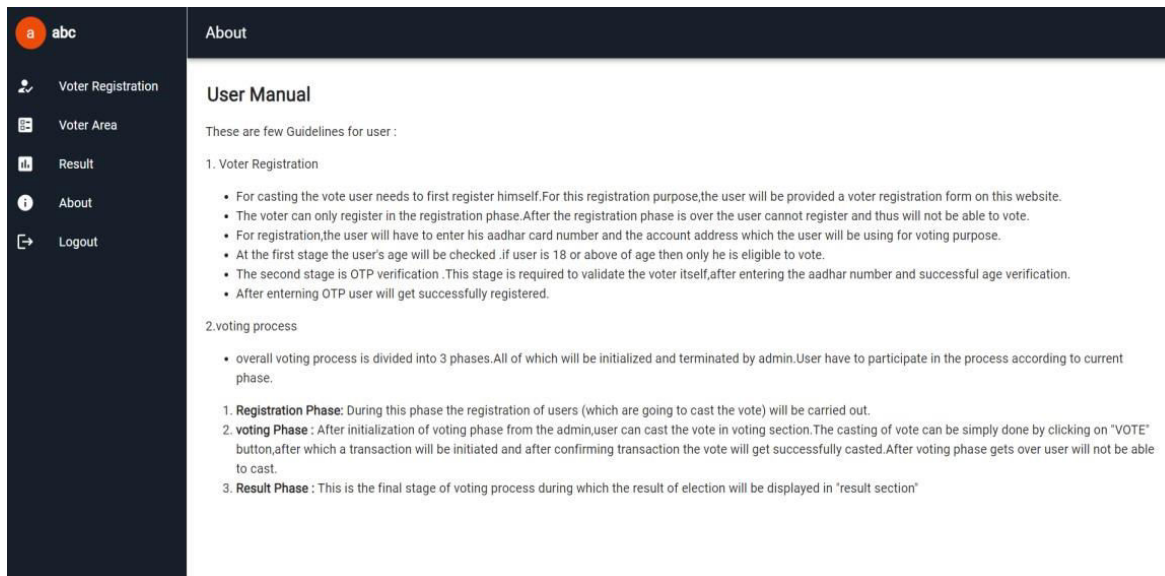 a abc
About
Voter Registration
Voter Area
Result
About
Logout
User Manual
These are few Guidelines for user :
1. Voter Registration
• For casting the vote user needs to first register himself.For this registration purpose,the user will be provided a voter registration form on this website.
• The voter can only register in the registration phase.After the registration phase is over the user cannot register and thus will not be able to vote.
• For registration,the user will have to enter his aadhar card number and the account address which the user will be using for voting purpose.
• At the first stage the user's age will be checked .if user is 18 or above of age then only he is eligible to vote.
• The second stage is OTP verification .This stage is required to validate the voter itself,after entering the aadhar number and successful age verification.
• After enterning OTP user will get successfully registered.
2.voting process
• overall voting process is divided into 3 phases.All of which will be initialized and terminated by admin.User have to participate in the process according to current
phase.
1. Registration Phase: During this phase the registration of users (which are going to cast the vote) will be carried out.
2. voting Phase : After initialization of voting phase from the admin,user can cast the vote in voting section.The casting of vote can be simply done by clicking on "VOTE"
button,after which a transaction will be initiated and after confirming transaction the vote will get successfully casted.After voting phase gets over user will not be able
to cast.
3. Result Phase : This is the final stage of voting process during which the result of election will be displayed in "result section"